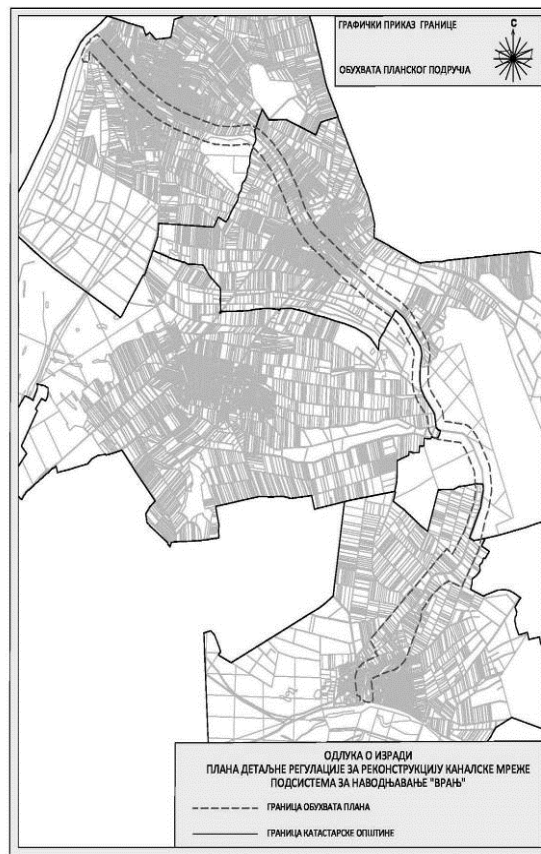 ГРАФИЧКИ ПРИКАЗ ГРАНИЦЕ
ОБУХВАТА ПЛАНСКОГ ПОДРУЧЈА
С
ОДЛУКА О ИЗРАДИ
ПЛАНА ДЕТАЉНЕ РЕГУЛАЦИЈЕ ЗА РЕКОНСТРУКЦИЈУ КАНАЛСКЕ МРЕЖЕ
ПОДСИСТЕМА ЗА НАВОДЊАВАЊЕ "ВРАЊ"
ГРАНИЦА ОБУХВАТА ПЛАНА
ГРАНИЦА КАТАСТАРСКЕ ОПШТИНЕ